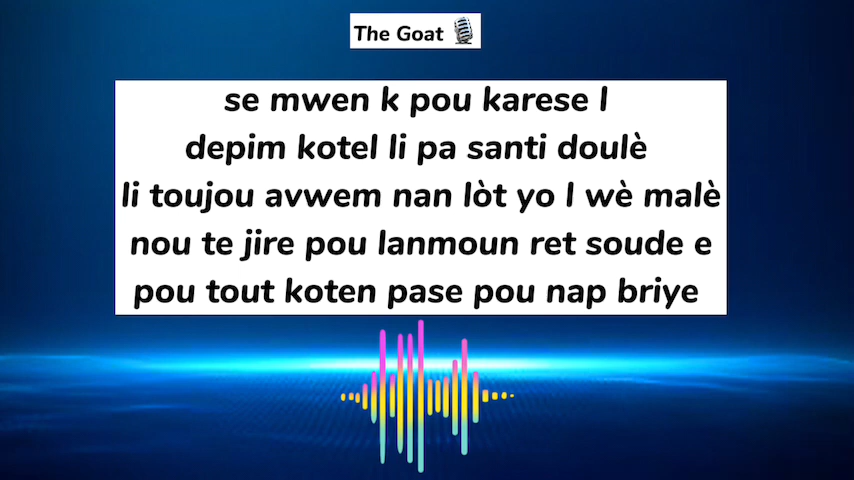 The Goat
se mwen k pou karese l
depim kotel li pa santi doulè
li toujou avwem nan lòt yo l wè malè
nou te jire pou lanmoun ret soude e
pou tout koten pase pou nap briye